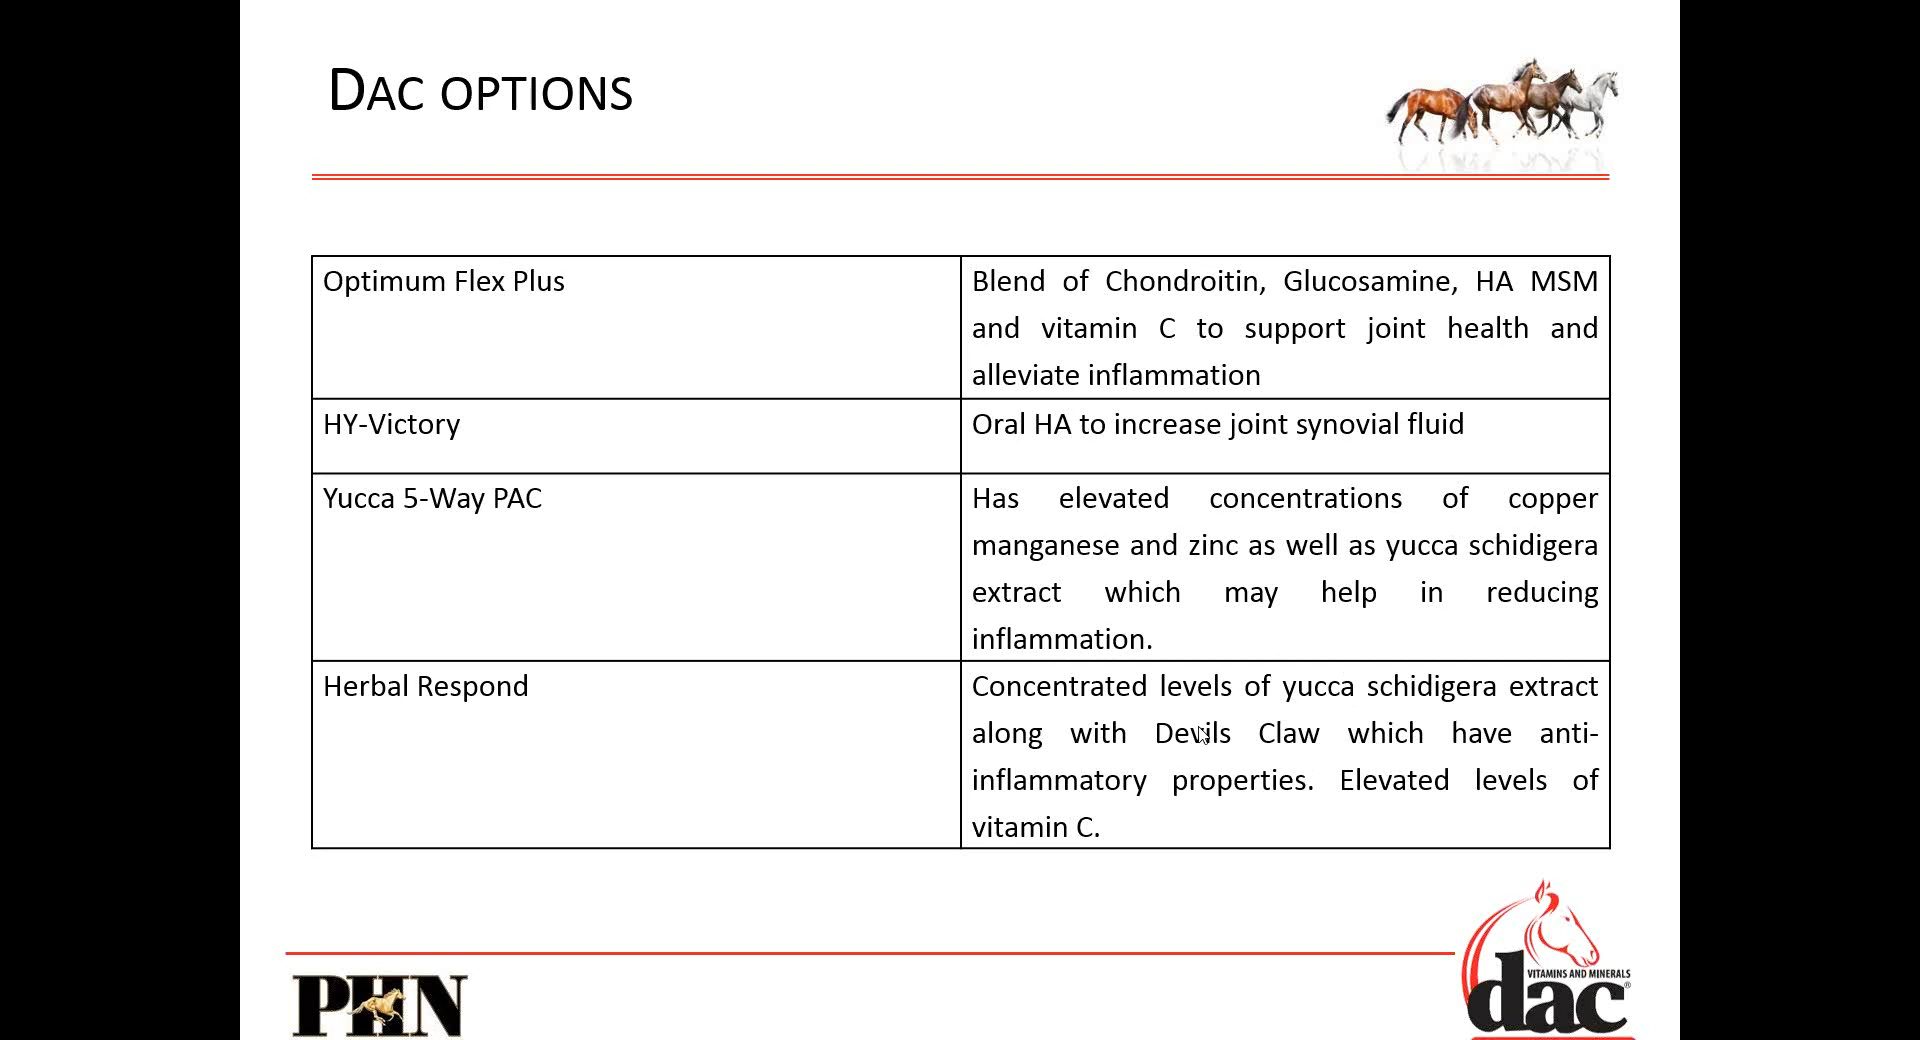 DAC OPTIONS
Optimum Flex Plus
Blend of Chondroitin, Glucosamine, HA MSM
and vitamin C to support joint health and
alleviate inflammation
HY-Victory
Oral HA to increase joint synovial fluid
Yucca 5-Way PAC
Has elevated concentrations of copper
manganese and zinc as well as yucca schidigera
extract which may help in reducing
inflammation.
Herbal Respond
Concentrated levels of yucca schidigera extract
along with Devils Claw which have anti-
inflammatory properties. Elevated levels of
vitamin C.
PHN
VITAMINS AND MINERALS
dac®